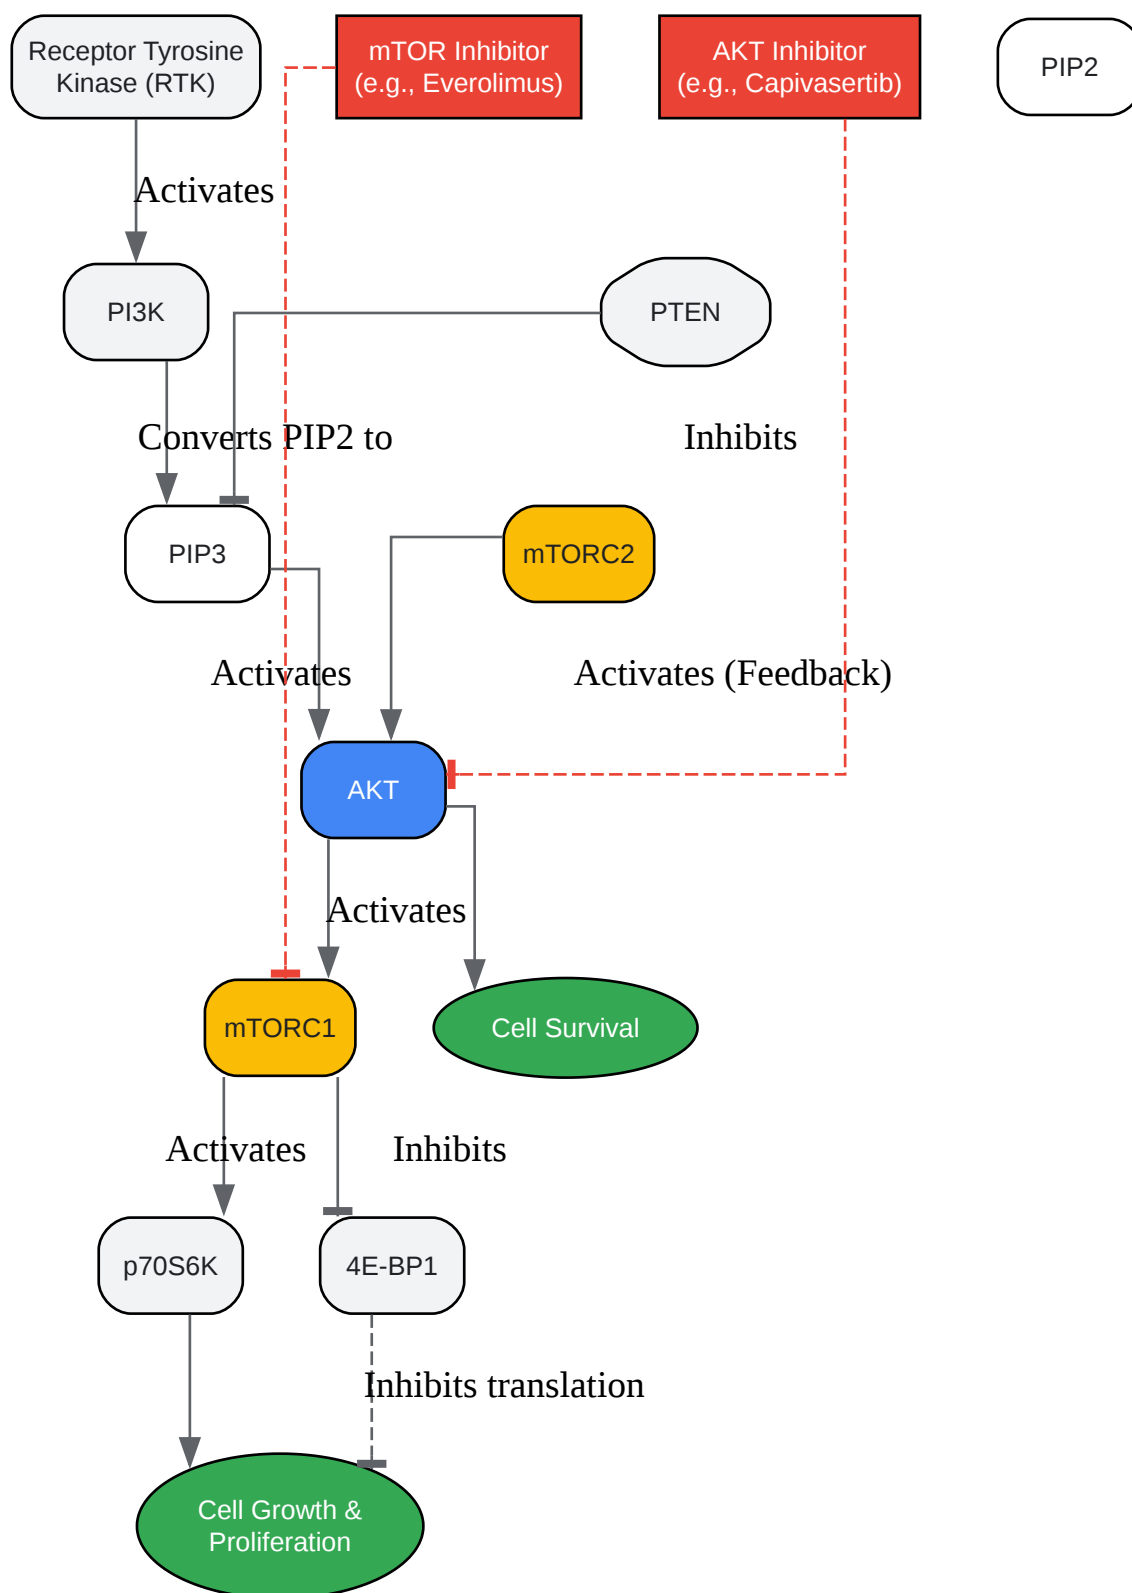 Receptor Tyrosine
Kinase (RTK)
mTOR Inhibitor
(e.g., Everolimus)
AKT Inhibitor
(e.g., Capivasertib)
PIP2
Activates
PI3K
PTEN
Converts PIP2 to
Inhibits
PIP3
mTORC2
Activates
Activates (Feedback)
AKT
Activates
mTORC1
Cell Survival
Activates
Inhibits
p70S6K
4E-BP1
Inhibits translation
Cell Growth &
Proliferation